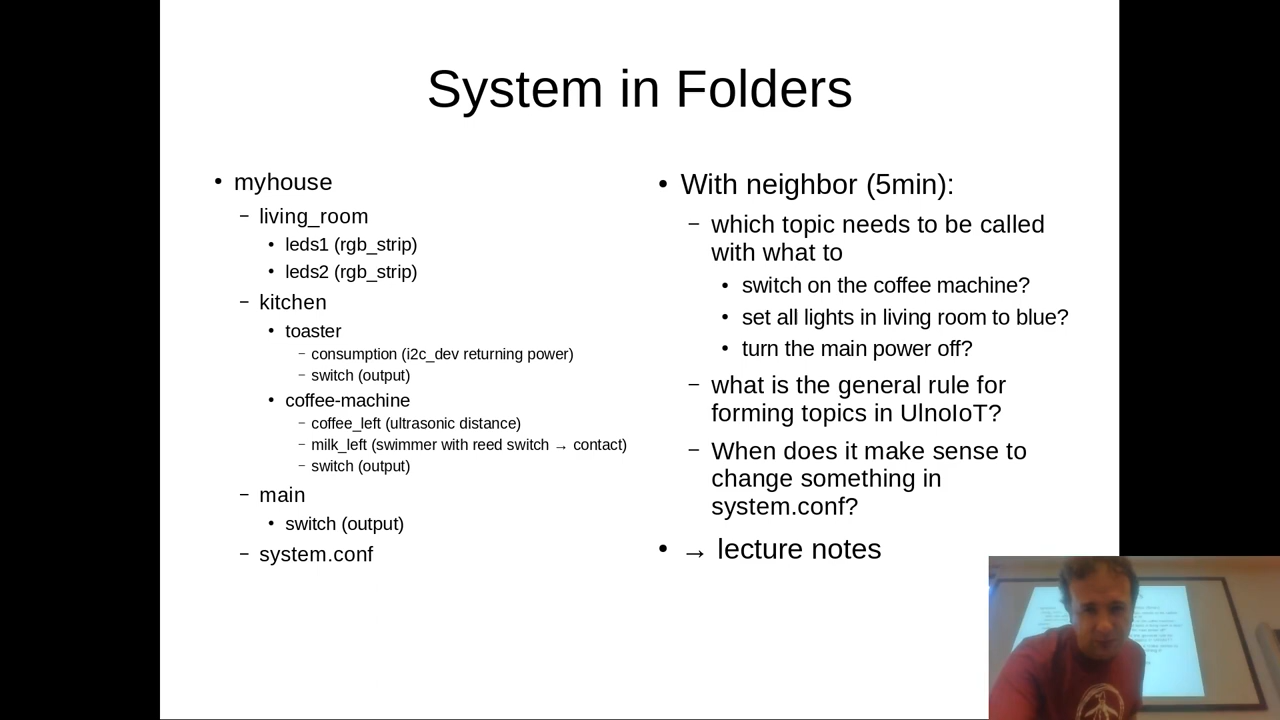 System in Folders
• myhouse
– living_room
• leds1 (rgb_strip)
• leds2 (rgb_strip)
– kitchen
• toaster
– consumption (i2c_dev returning power)
– switch (output)
• coffee-machine
– coffee_left (ultrasonic distance)
– milk_left (swimmer with reed switch → contact)
– switch (output)
– main
• switch (output)
– system.conf
• With neighbor (5min):
– which topic needs to be called
with what to
• switch on the coffee machine?
• set all lights in living room to blue?
• turn the main power off?
– what is the general rule for
forming topics in UlnoIoT?
– When does it make sense to
change something in
system.conf?
• → lecture notes